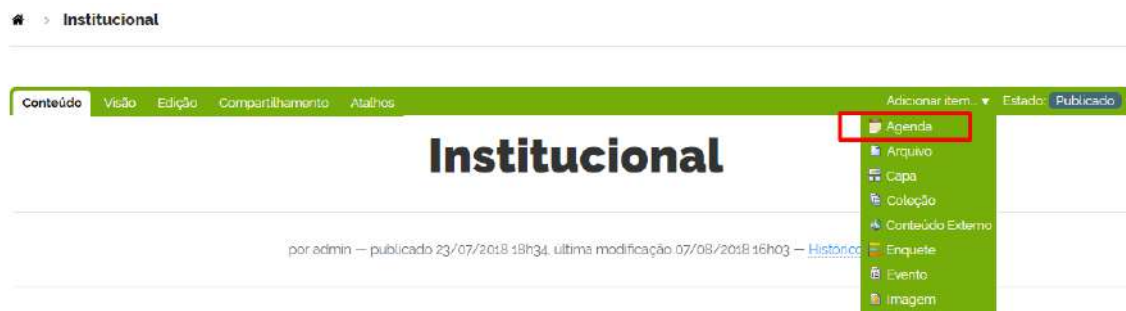 > Institucional
Conteúdo Visão Edição Compartilhamento Atalhos Adicionar item... ▼ Estado: Publicado
Agenda
Arquivo
Institucional
Capa
Coleção
Conteúdo Externo
por admin — publicado 23/07/2018 18h34, última modificação 07/08/2018 16h03 — Histórico
Enquete
Evento
Imagem